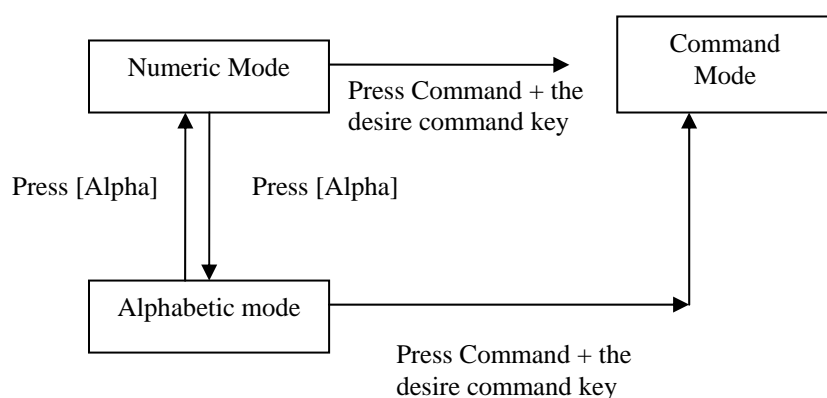 Numeric Mode
Command
Mode
Press Command + the
desire command key
Press [Alpha]
Press [Alpha]
Alphabetic mode
Press Command + the
desire command key